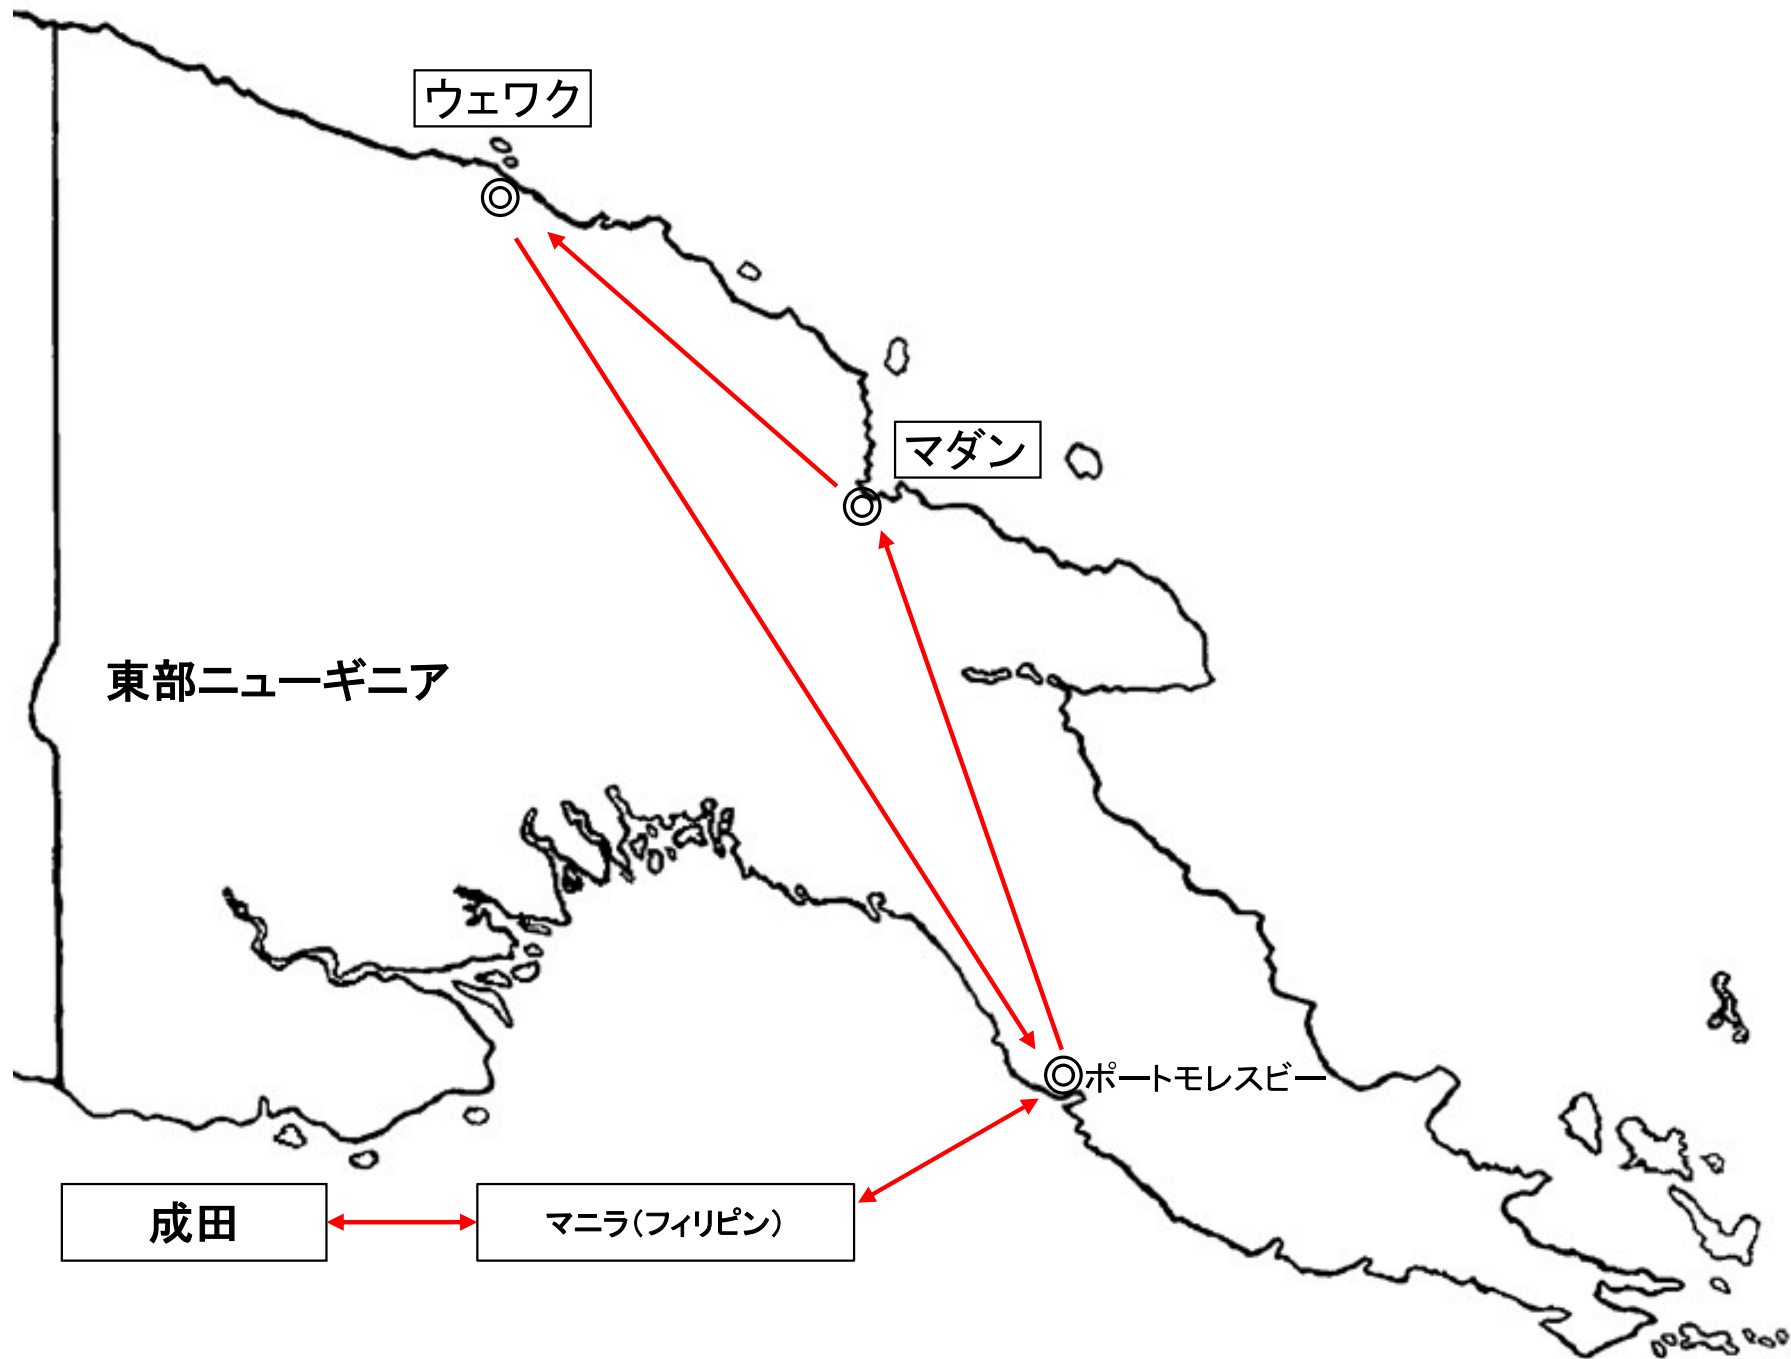 ウェワク
マダン
東部ニューギニア
ポートモレスビー
成田
マニラ(フィリピン)